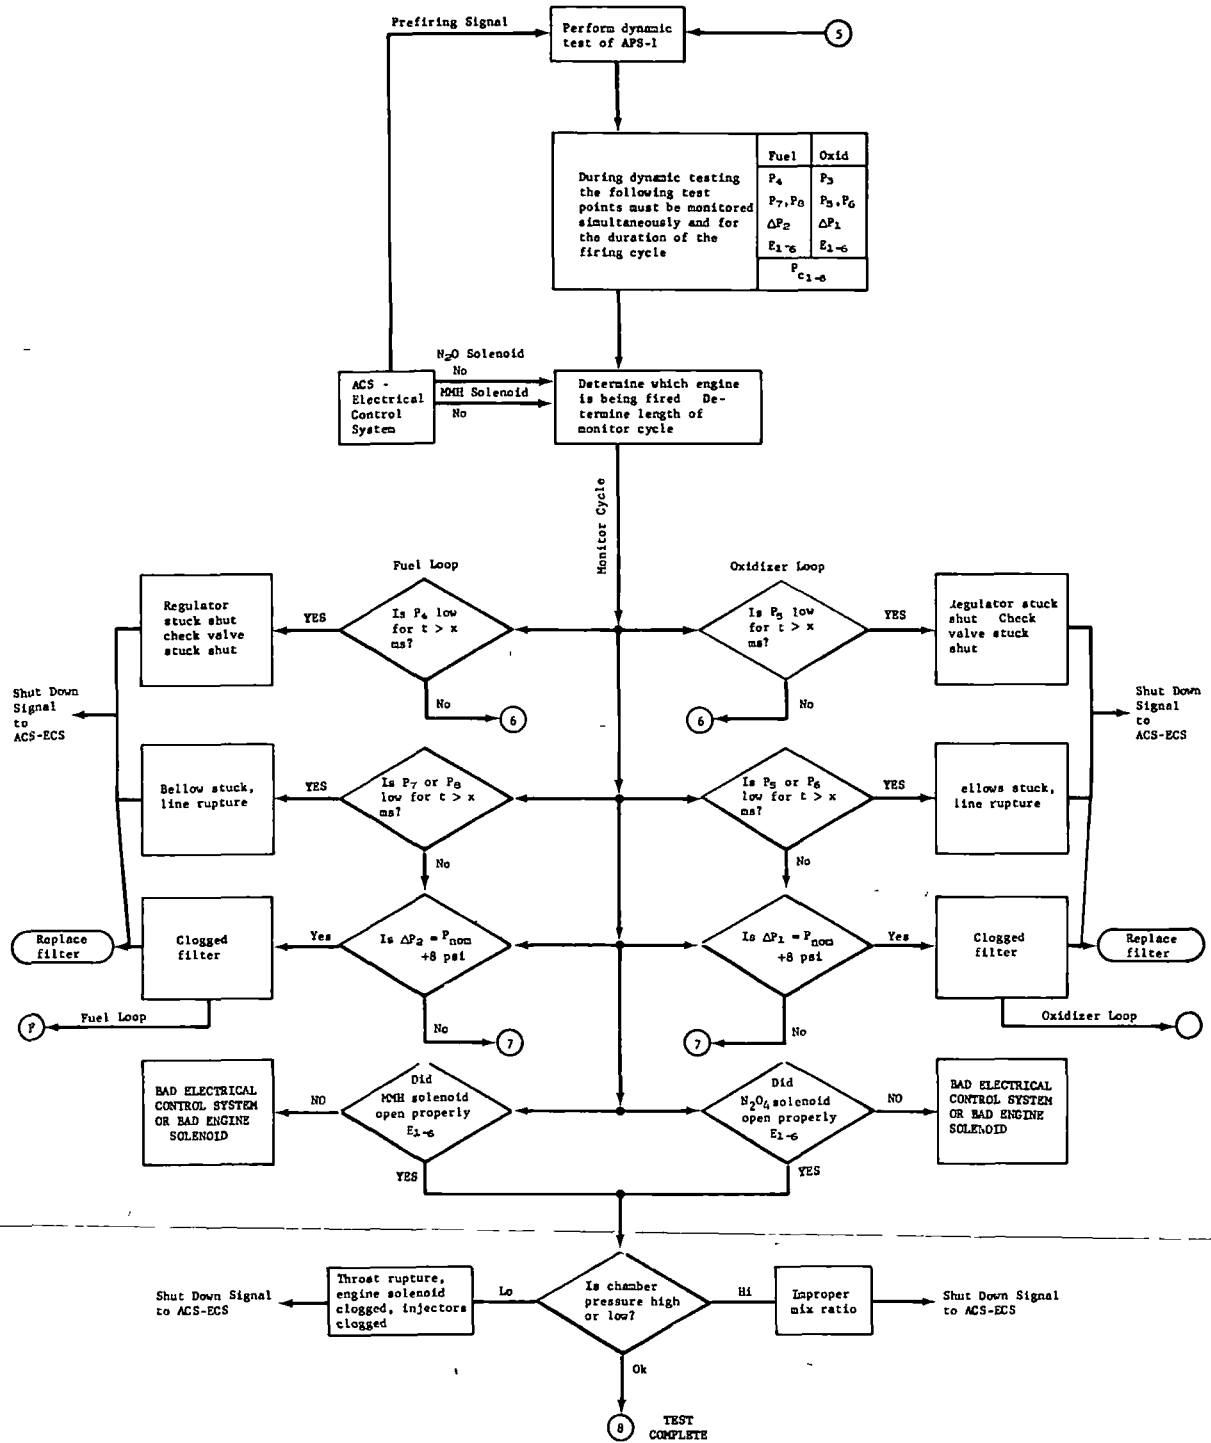 Prefiring Signal
Perform dynamic
test of APS-1
5
During dynamic testing
the following test
points must be monitored
simultaneously and for
the duration of the
firing cycle
Fuel Oxid
P4 P3
P7,P8 P5,P6
ΔP2 ΔP1
E1-6 E1-6
Pc1-6
ACS -
Electrical
Control
System
N2O Solenoid
No
MMH Solenoid
No
Determine which engine
is being fired De-
termine length of
monitor cycle
Monitor Cycle
Fuel Loop
Oxidizer Loop
Regulator
stuck shut
check valve
stuck shut
YES
Is P4 low
for t > x
ms?
No
6
Is P3 low
for t > x
ms?
YES
No
6
Regulator stuck
shut Check
valve stuck
shut
Shut Down
Signal
to
ACS-ECS
Shut Down
Signal
to
ACS-ECS
Bellow stuck,
line rupture
YES
Is P7 or P8
low for t > x
ms?
No
Is P5 or P6
low for t > x
ms?
YES
No
ellows stuck,
line rupture
Replace
filter
Clogged
filter
Yes
Is ΔP2 = Pnom
+8 psi
No
7
Is ΔP1 = Pnom
+8 psi
Yes
No
7
Clogged
filter
Replace
filter
F
Fuel Loop
Oxidizer Loop
BAD ELECTRICAL
CONTROL SYSTEM
OR BAD ENGINE
SOLENOID
NO
Did
MMH solenoid
open properly
E1-6
YES
Did
N2O4 solenoid
open properly
E1-6
NO
YES
BAD ELECTRICAL
CONTROL SYSTEM
OR BAD ENGINE
SOLENOID
Shut Down Signal
to ACS-ECS
Throat rupture,
engine solenoid
clogged, injectors
clogged
Lo
Is chamber
pressure high
or low?
Hi
Improper
mix ratio
Shut Down Signal
to ACS-ECS
Ok
8
TEST
COMPLETE